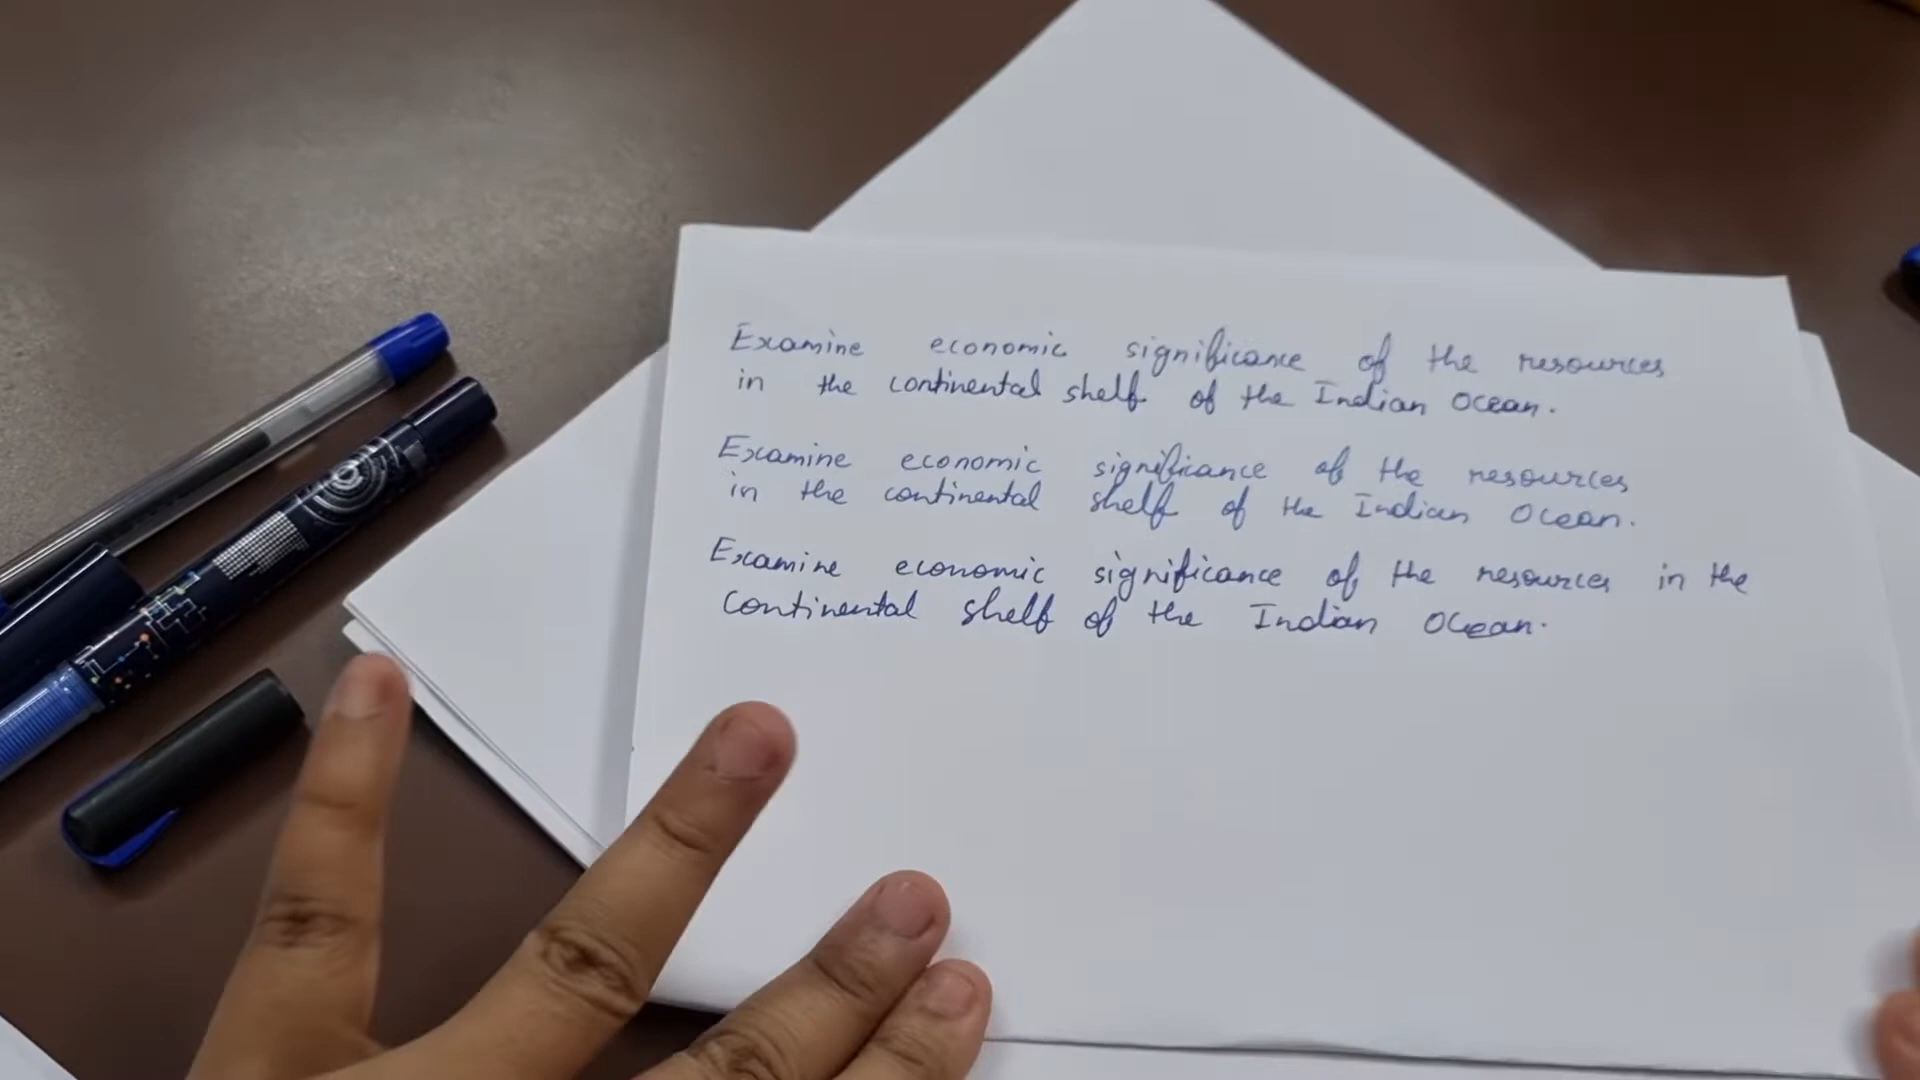 Examine economic significance of the resources
in the continental shelf of the Indian Ocean.
Examine economic significance of the resources
in the continental shelf of the Indian Ocean.
Examine economic significance of the resources in the
continental shelf of the Indian Ocean.